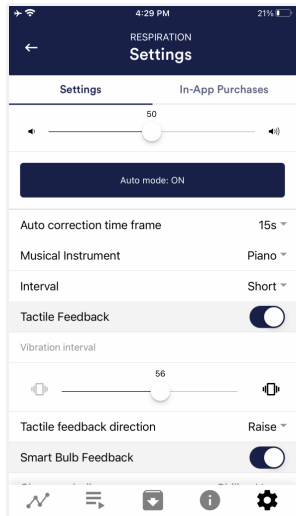 4:29 PM
21%
RESPIRATION
Settings
Settings
In-App Purchases
50
Auto mode: ON
Auto correction time frame 15s
Musical Instrument Piano
Interval Short
Tactile Feedback
Vibration interval
56
Tactile feedback direction Raise
Smart Bulb Feedback